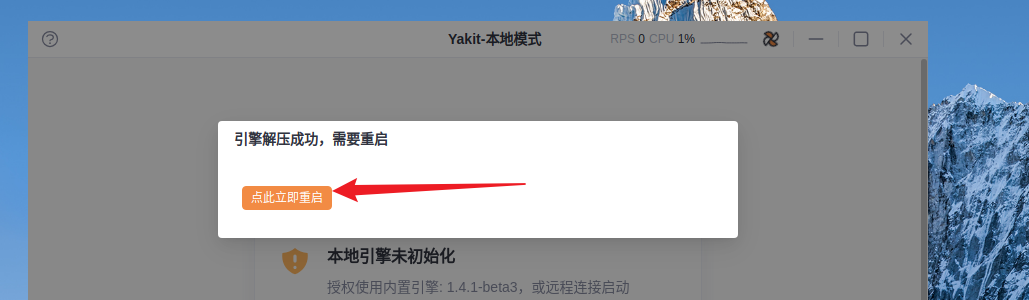 Yakit-本地模式
RPS 0 CPU 1%
引擎解压成功，需要重启
点此立即重启
本地引擎未初始化
授权使用内置引擎: 1.4.1-beta3，或远程连接启动